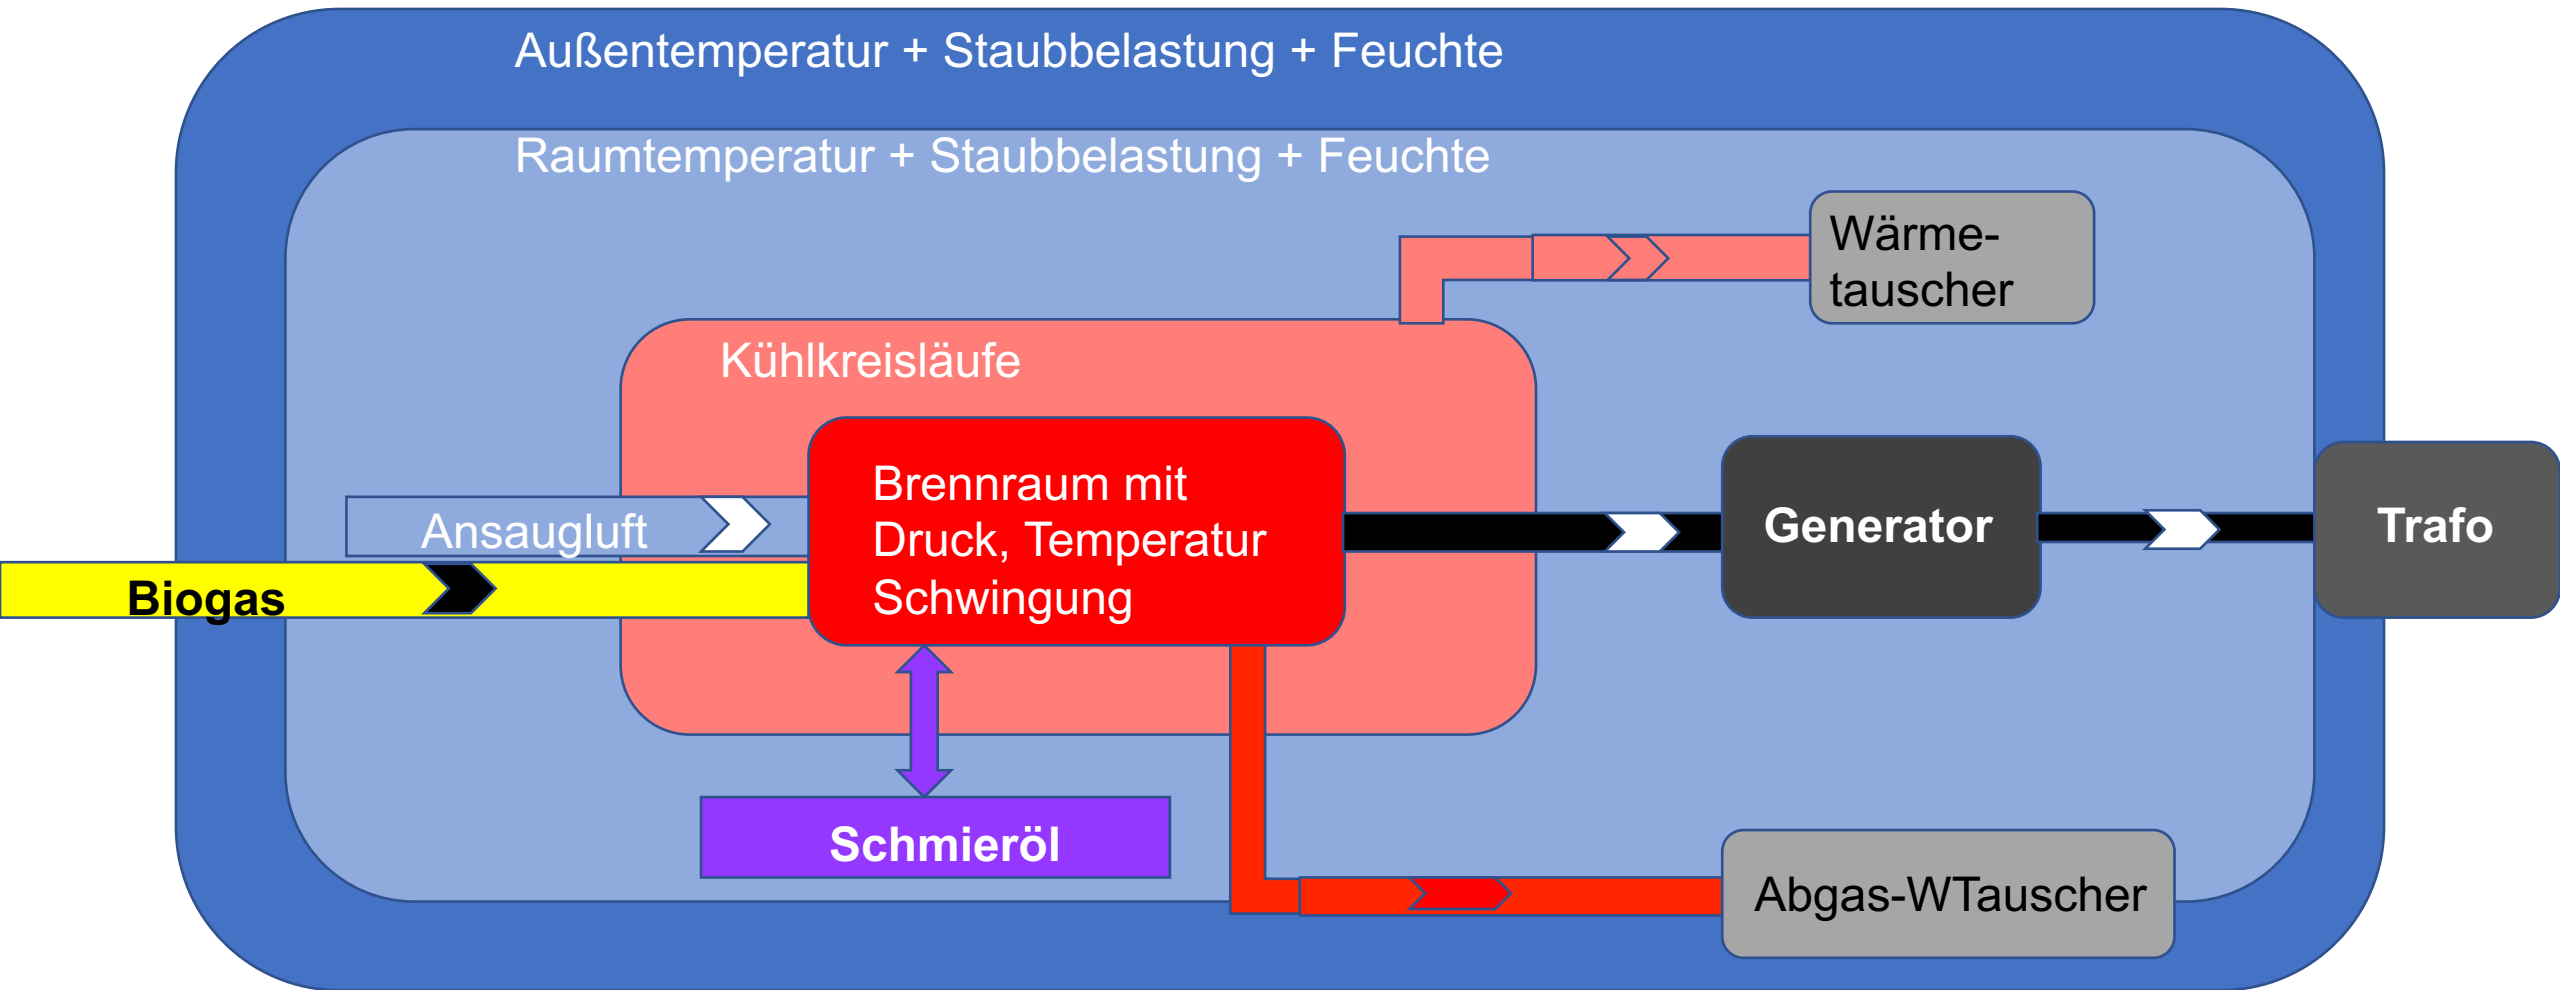 Außentemperatur + Staubbelastung + Feuchte
Raumtemperatur + Staubbelastung + Feuchte
Wärme-
tauscher
Kühlkreisläufe
Brennraum mit
Druck, Temperatur
Schwingung
Ansaugluft
Biogas
Generator
Trafo
Schmieröl
Abgas-WTauscher